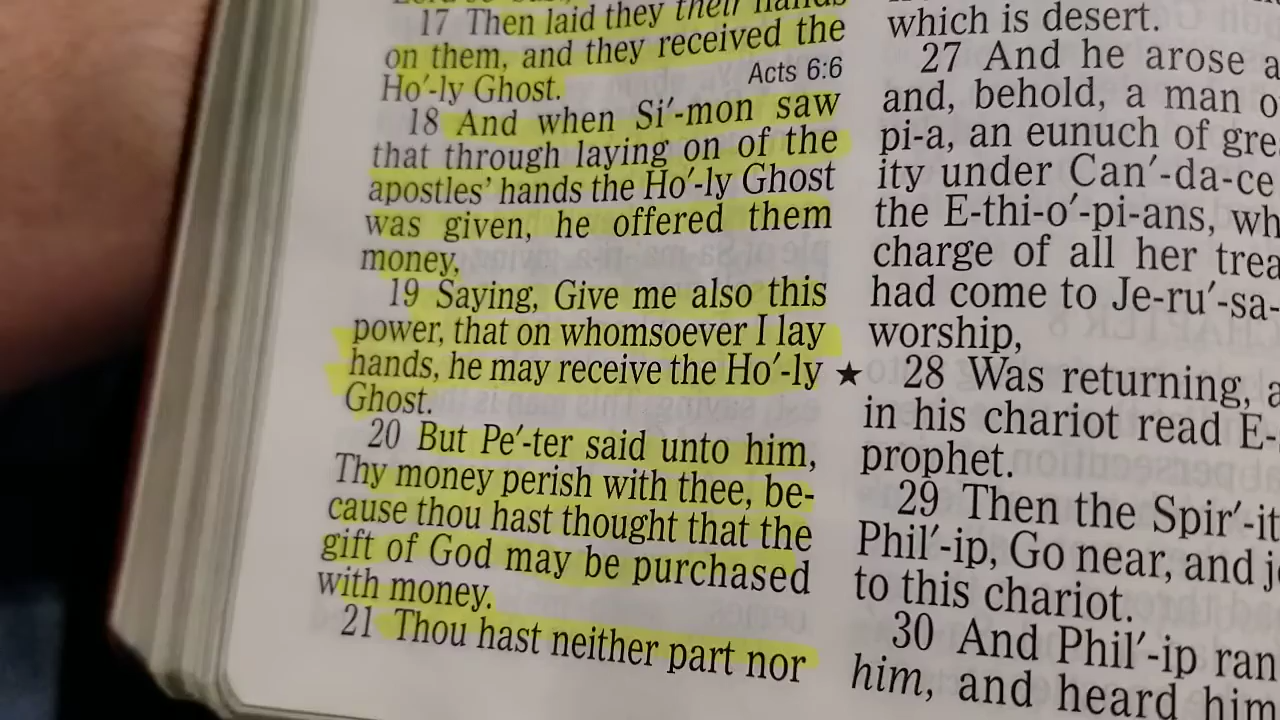 17 Then laid they their hands
on them, and they received the
Ho′-ly Ghost.
Acts 6:6
18 And when Si′-mon saw
that through laying on of the
apostles’ hands the Ho′-ly Ghost
was given, he offered them
money,
19 Saying, Give me also this
power, that on whomsoever I lay
hands, he may receive the Ho′-ly
Ghost.
20 But Pe′-ter said unto him,
Thy money perish with thee, be-
cause thou hast thought that the
gift of God may be purchased
with money.
21 Thou hast neither part nor
which is desert.
27 And he arose a
and, behold, a man o
pi-a, an eunuch of gre
ity under Can′-da-ce
the E-thi-o′-pi-ans, wh
charge of all her trea
had come to Je-ru′-sa-
worship,
★ 28 Was returning, a
in his chariot read E-
prophet.
29 Then the Spir′-it
Phil′-ip, Go near, and j
to this chariot.
30 And Phil′-ip ran
him, and heard him